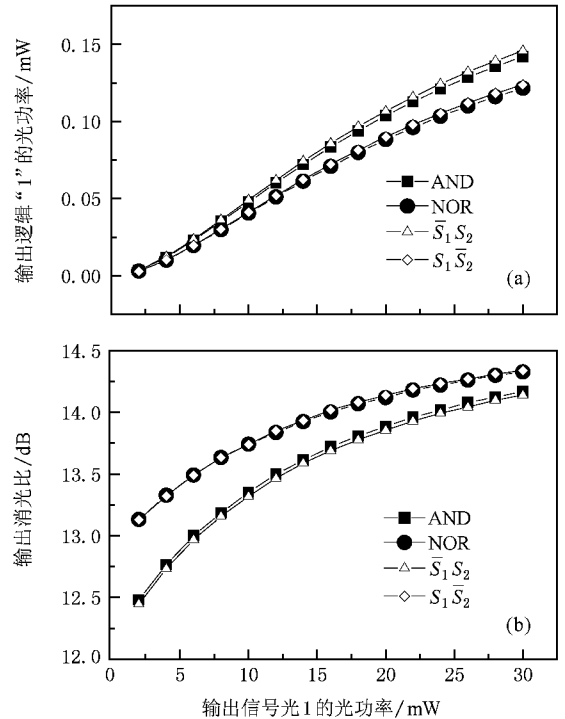 输出逻辑“1”的光功率/mW
0.15
0.10
0.05
0.00
AND
NOR
S̄₁S₂
S₁S̄₂
(a)
输出消光比/dB
14.5
14.0
13.5
13.0
12.5
12.0
AND
NOR
S̄₁S₂
S₁S̄₂
(b)
0 5 10 15 20 25 30
输出信号光1的光功率/mW